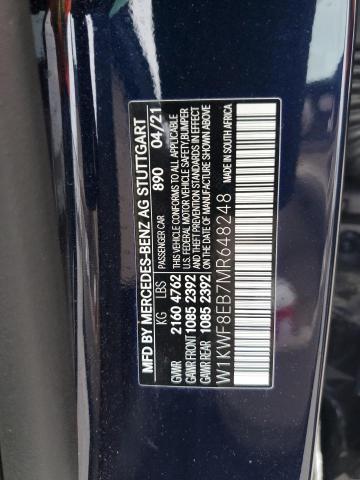 MFD BY MERCEDES-BENZ AG STUTTGART
PASSENGER CAR 890 04/21
KG LBS
GVWR 2160 4762
GAWR FRONT 1085 2392
GAWR REAR 1085 2392
THIS VEHICLE CONFORMS TO ALL APPLICABLE
U.S. FEDERAL MOTOR VEHICLE SAFETY, BUMPER
AND THEFT PREVENTION STANDARDS IN EFFECT ON
THE DATE OF MANUFACTURE SHOWN ABOVE
MADE IN SOUTH AFRICA
W1KWF8EB7MR648248